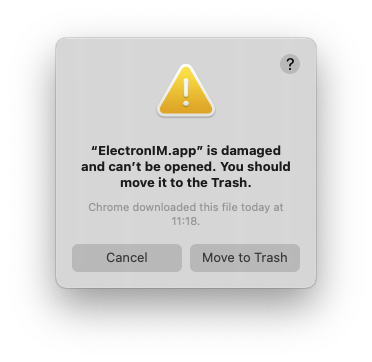 ?
!
“ElectronIM.app” is damaged
and can’t be opened. You should
move it to the Trash.
Chrome downloaded this file today at
11:18.
Cancel
Move to Trash